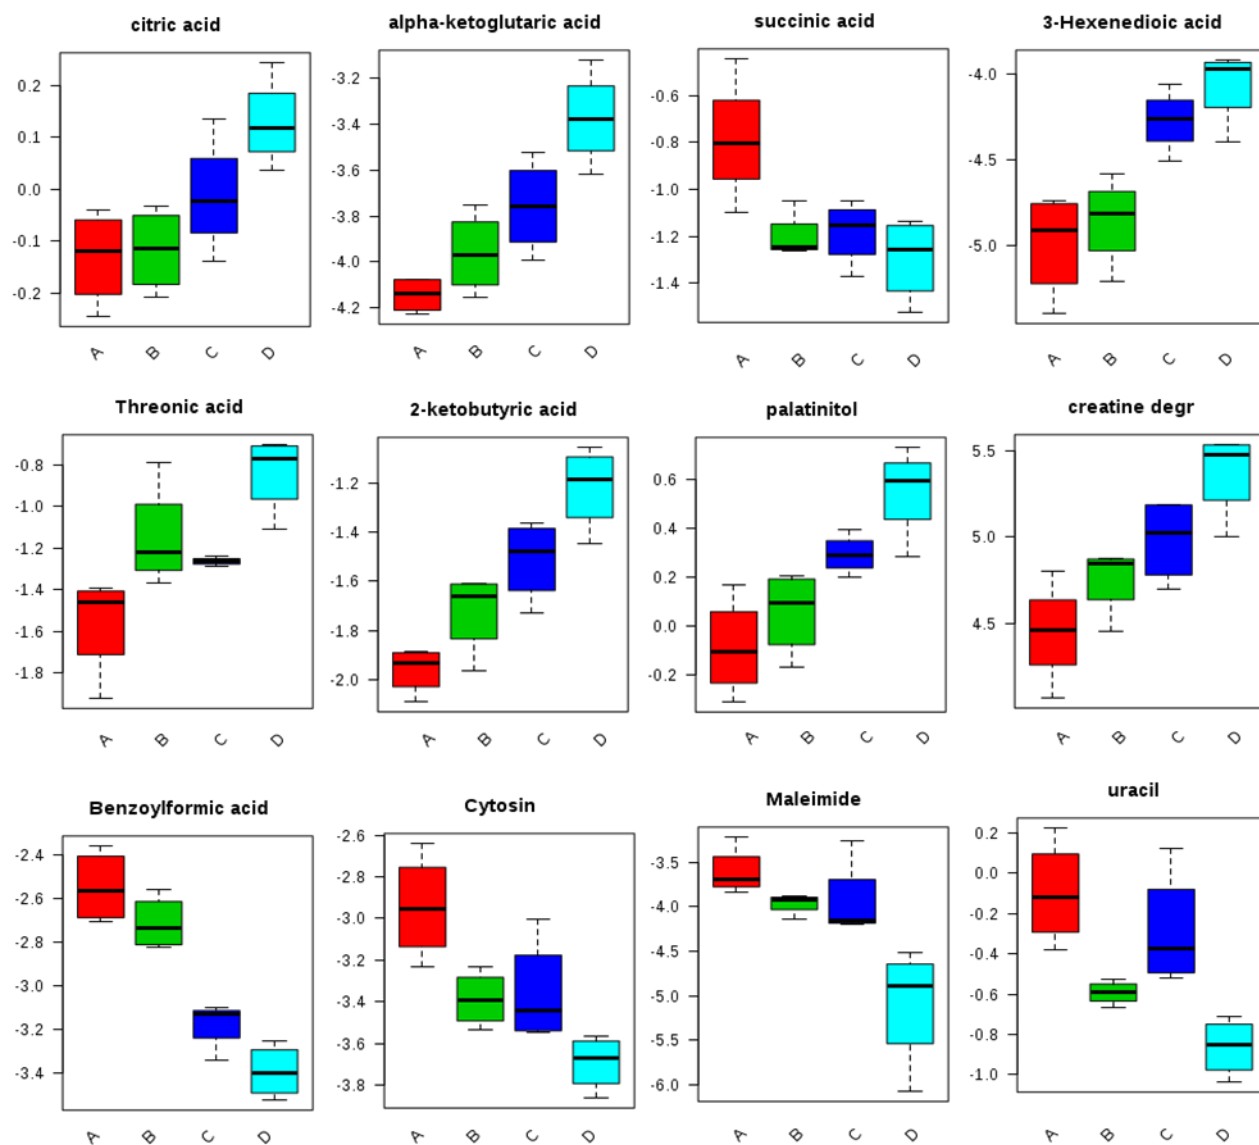 citric acid
0.2
0.1
0.0
-0.1
-0.2
A B C D
alpha-ketoglutaric acid
-3.2
-3.4
-3.6
-3.8
-4.0
-4.2
A B C D
succinic acid
-0.6
-0.8
-1.0
-1.2
-1.4
A B C D
3-Hexenedioic acid
-4.0
-4.5
-5.0
A B C D
Threonic acid
-0.8
-1.0
-1.2
-1.4
-1.6
-1.8
A B C D
2-ketobutyric acid
-1.2
-1.4
-1.6
-1.8
-2.0
A B C D
palatinitol
0.6
0.4
0.2
0.0
-0.2
A B C D
creatine degr
5.5
5.0
4.5
A B C D
Benzoylformic acid
-2.4
-2.6
-2.8
-3.0
-3.2
-3.4
A B C D
Cytosin
-2.6
-2.8
-3.0
-3.2
-3.4
-3.6
-3.8
A B C D
Maleimide
-3.5
-4.0
-4.5
-5.0
-5.5
-6.0
A B C D
uracil
0.2
0.0
-0.2
-0.4
-0.6
-0.8
-1.0
A B C D